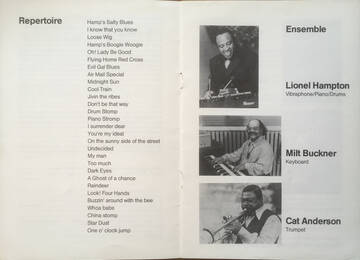 Repertoire
Hamp's Salty Blues
I know that you know
Loose Wig
Hamp's Boogie Woogie
Oh! Lady Be Good
Flying Home Red Cross
Evil Gal Blues
Air Mail Special
Midnight Sun
Cool Train
Jivin the ribes
Don't be that way
Drum Stomp
Piano Stromp
I surrender dear
You're my ideal
On the sunny side of the street
Undecided
My man
Too much
Dark Eyes
A Ghost of a chance
Reindeer
Look! Four Hands
Buzzin' around with the bee
Whoa babe
China stomp
Star Dust
One o' clock jump
Ensemble
Lionel Hampton
Vibraphone/Piano/Drums
Milt Buckner
Keyboard
Cat Anderson
Trumpet